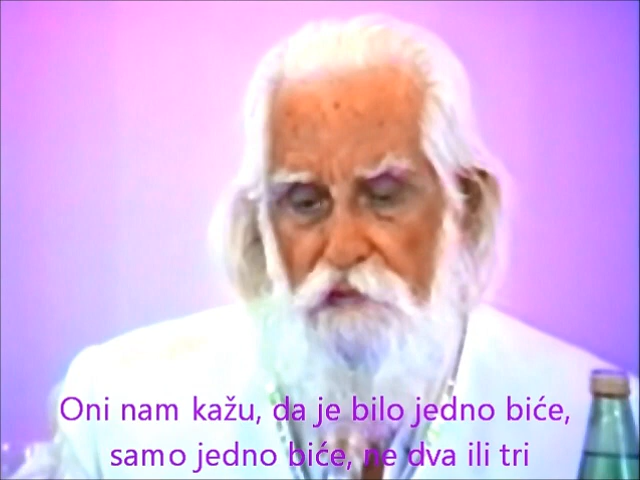 Oni nam kažu, da je bilo jedno biće,
samo jedno biće, ne dva ili tri